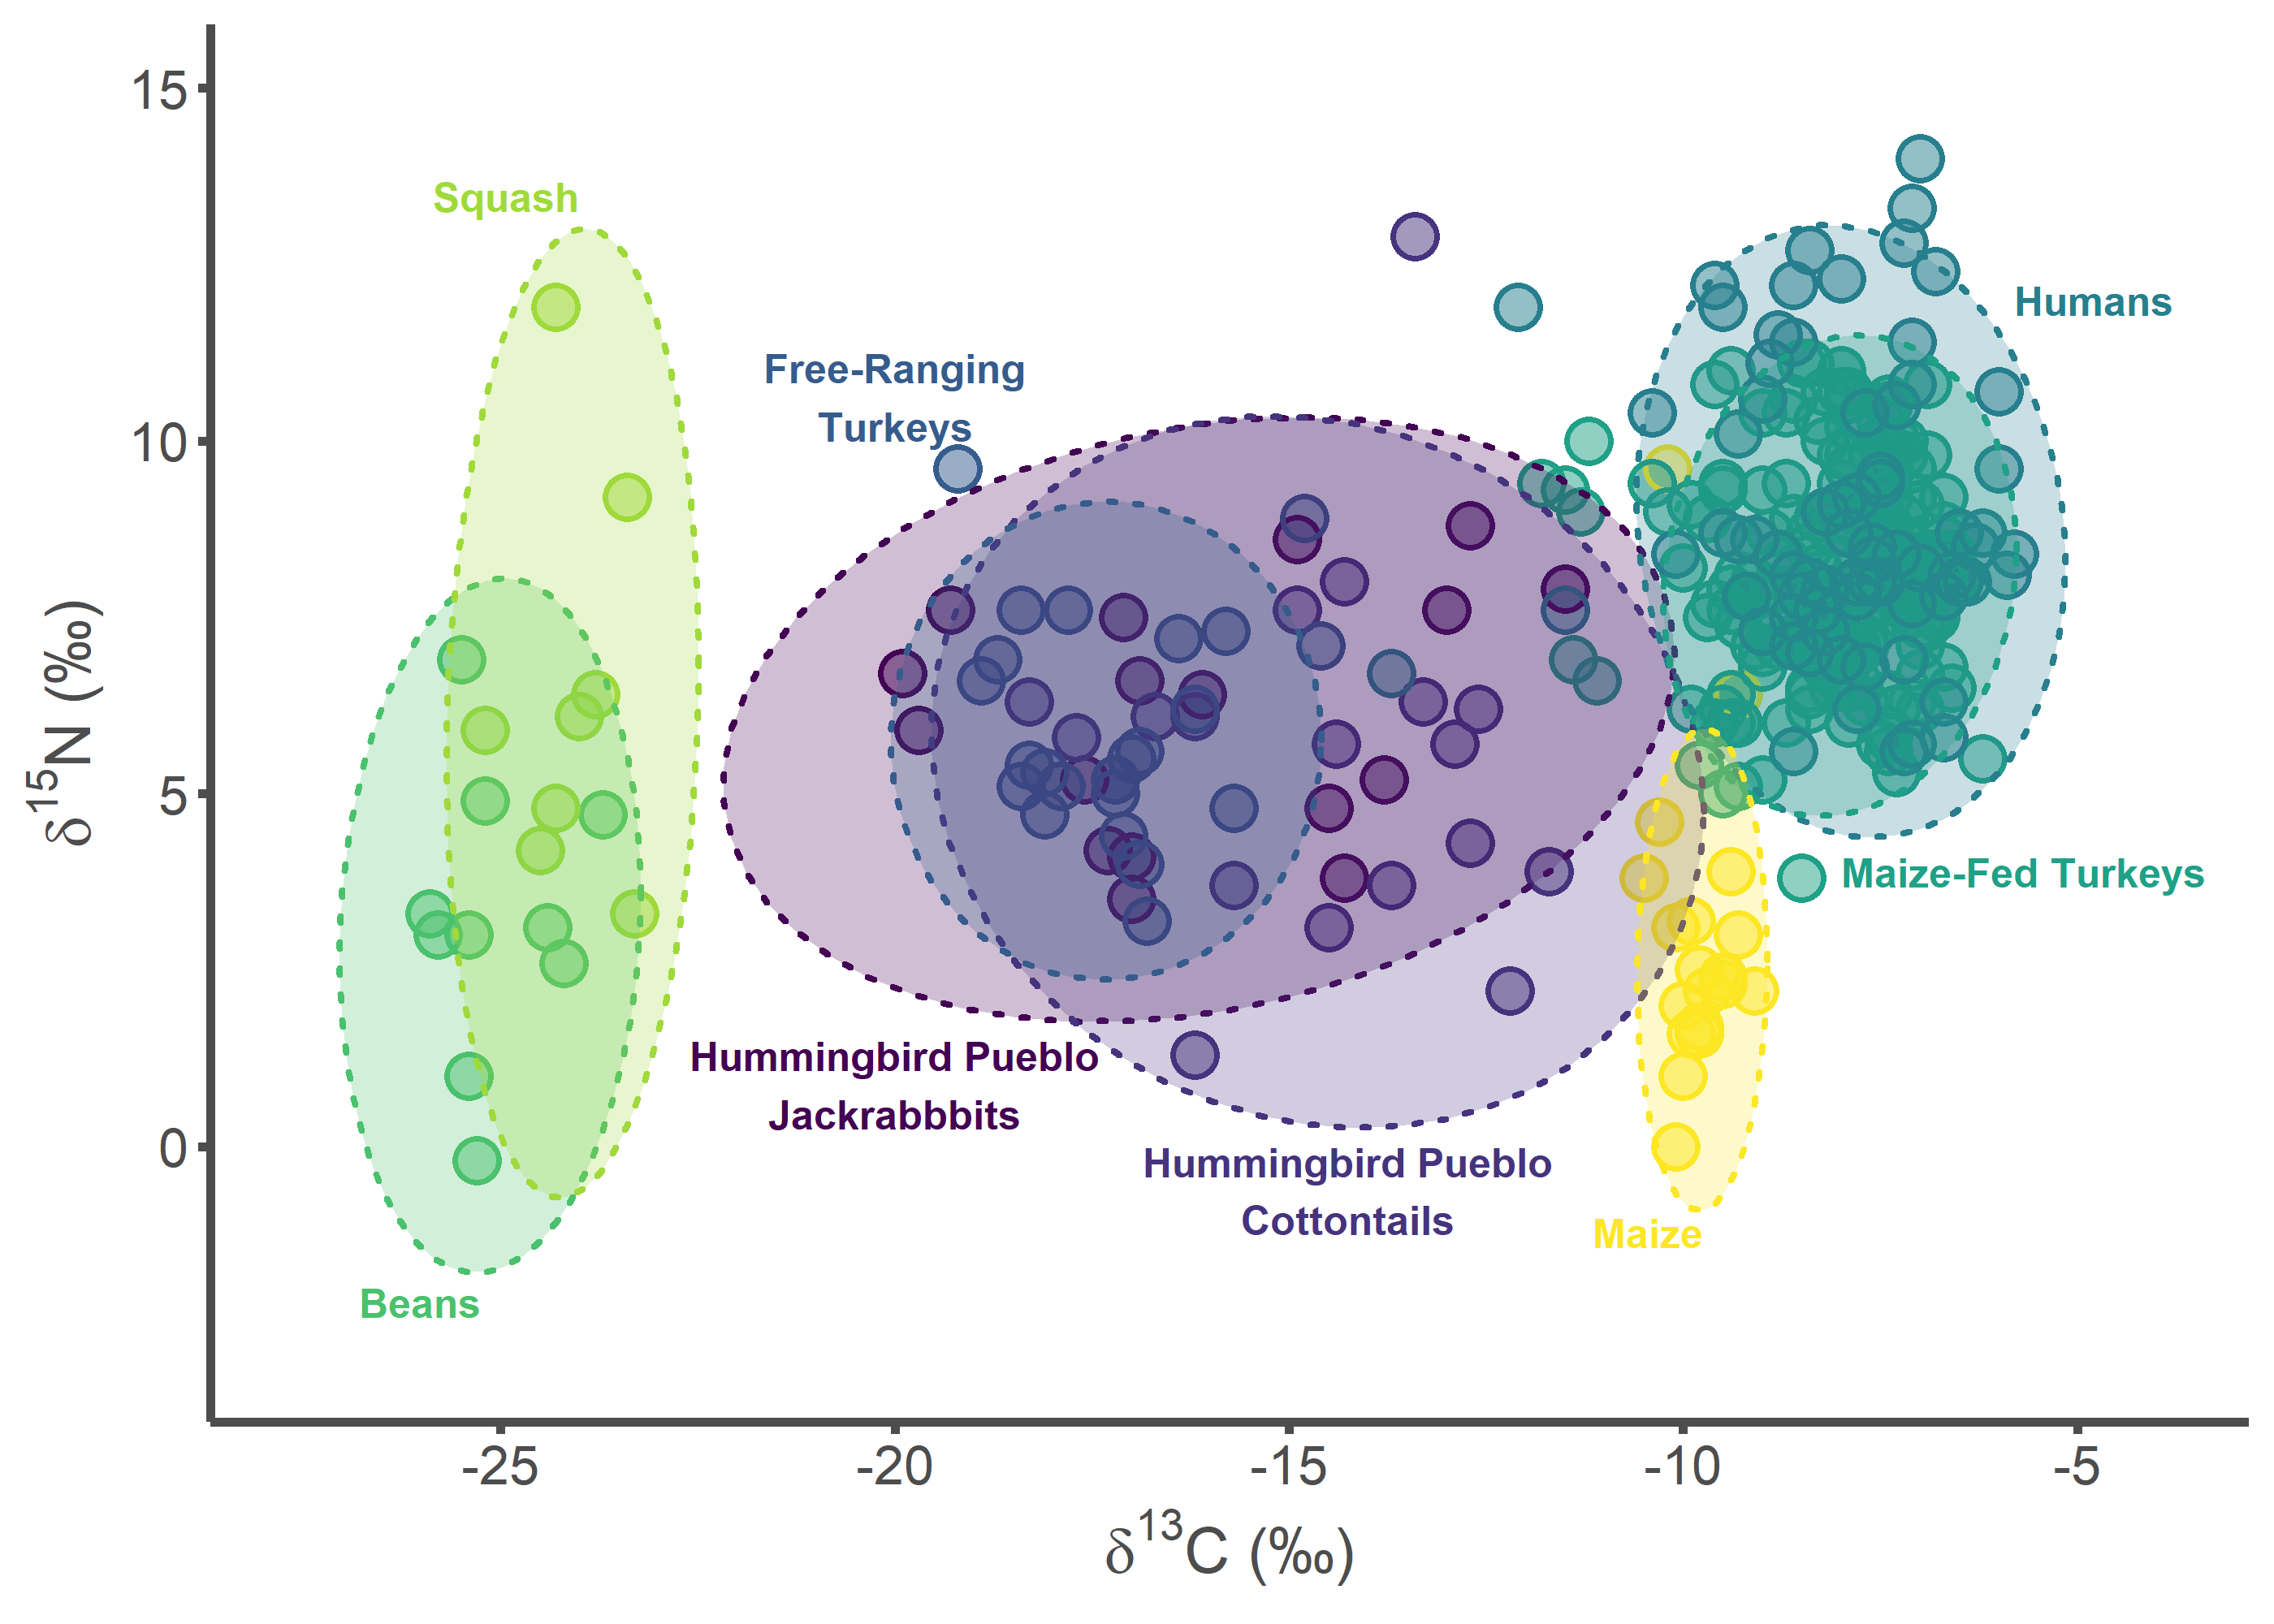 15
10
5
0
δ15N (‰)
Squash
Humans
Free-Ranging
Turkeys
Maize-Fed Turkeys
Hummingbird Pueblo
Jackrabbbits
Hummingbird Pueblo
Cottontails
Maize
Beans
-25 -20 -15 -10 -5
δ13C (‰)